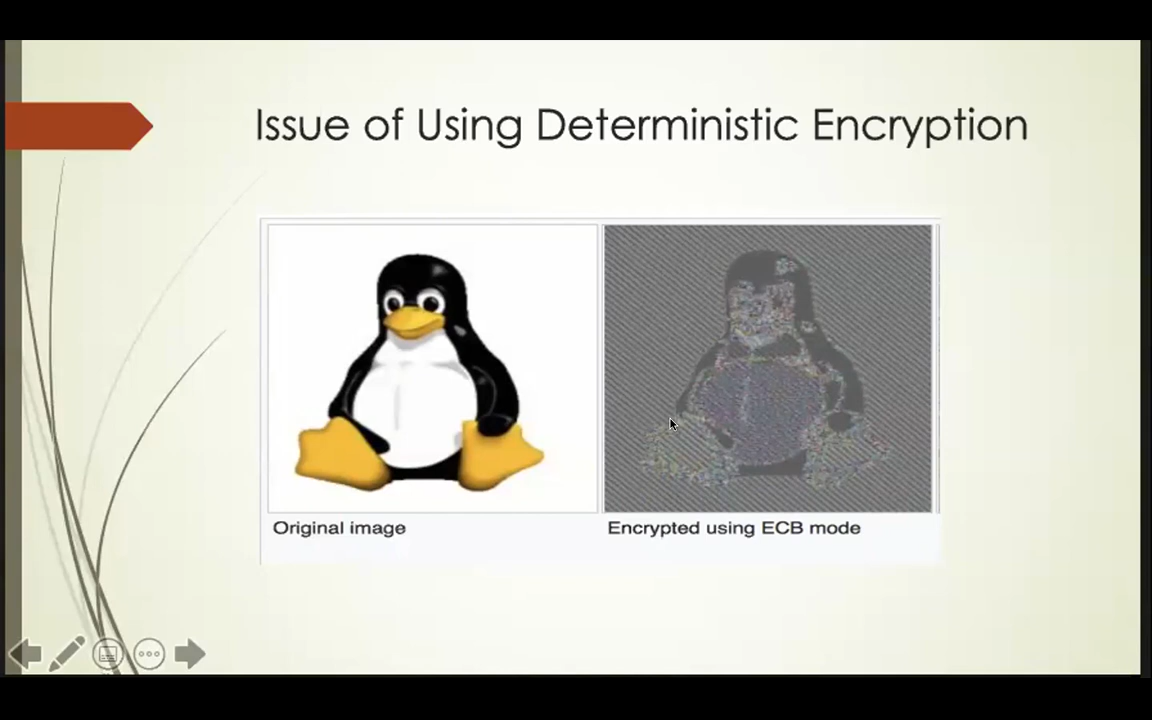 Issue of Using Deterministic Encryption
Original image
Encrypted using ECB mode